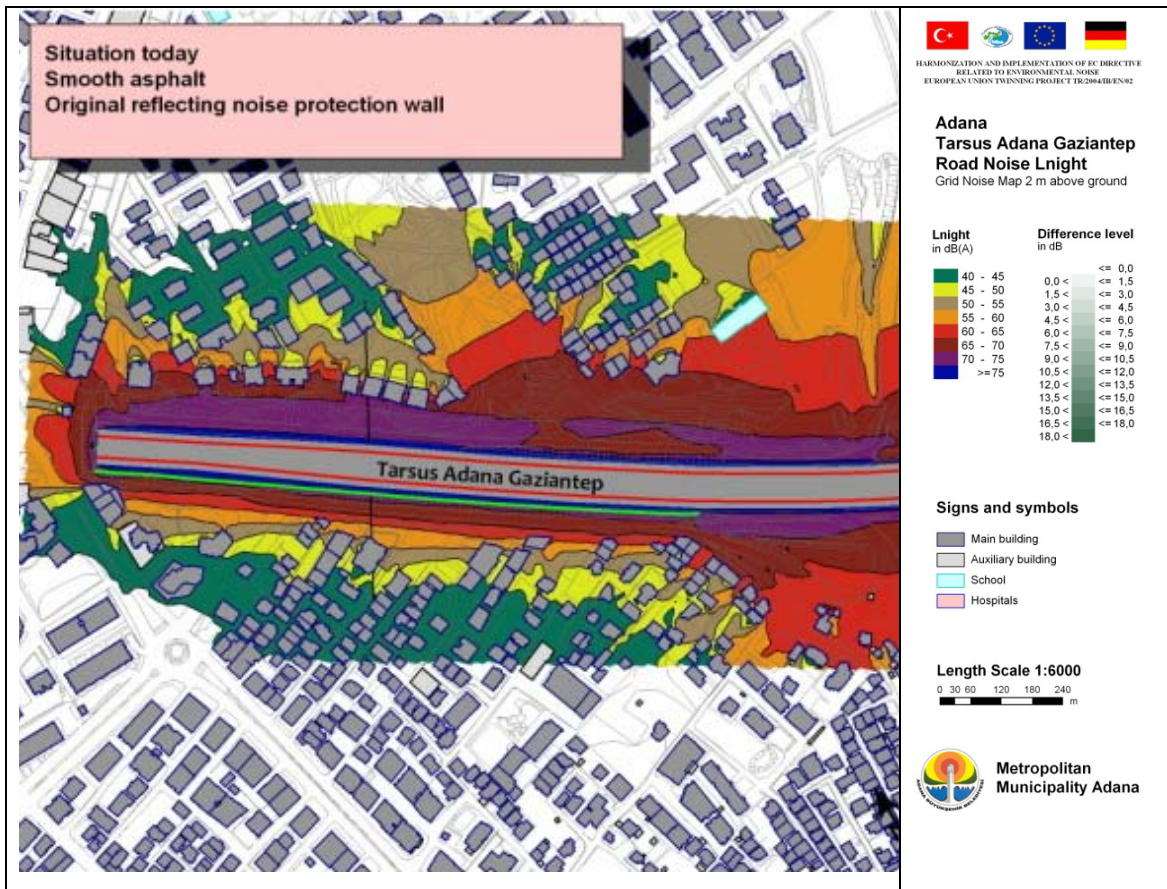 Situation today
Smooth asphalt
Original reflecting noise protection wall
Tarsus Adana Gaziantep
HARMONIZATION AND IMPLEMENTATION OF EC DIRECTIVE
RELATED TO ENVIRONMENTAL NOISE
EUROPEAN UNION TWINNING PROJECT TR/2004/IB/EN/02
Adana
Tarsus Adana Gaziantep
Road Noise Lnight
Grid Noise Map 2 m above ground
Lnight
in dB(A)
40 - 45
45 - 50
50 - 55
55 - 60
60 - 65
65 - 70
70 - 75
>=75
Difference level
in dB
<= 0,0
0,0 < <= 1,5
1,5 < <= 3,0
3,0 < <= 4,5
4,5 < <= 6,0
6,0 < <= 7,5
7,5 < <= 9,0
9,0 < <= 10,5
10,5 < <= 12,0
12,0 < <= 13,5
13,5 < <= 15,0
15,0 < <= 16,5
16,5 < <= 18,0
18,0 <
Signs and symbols
Main building
Auxiliary building
School
Hospitals
Length Scale 1:6000
0 30 60 120 180 240
m
Metropolitan
Municipality Adana
ADANA BÜYÜKŞEHİR BELEDİYESİ